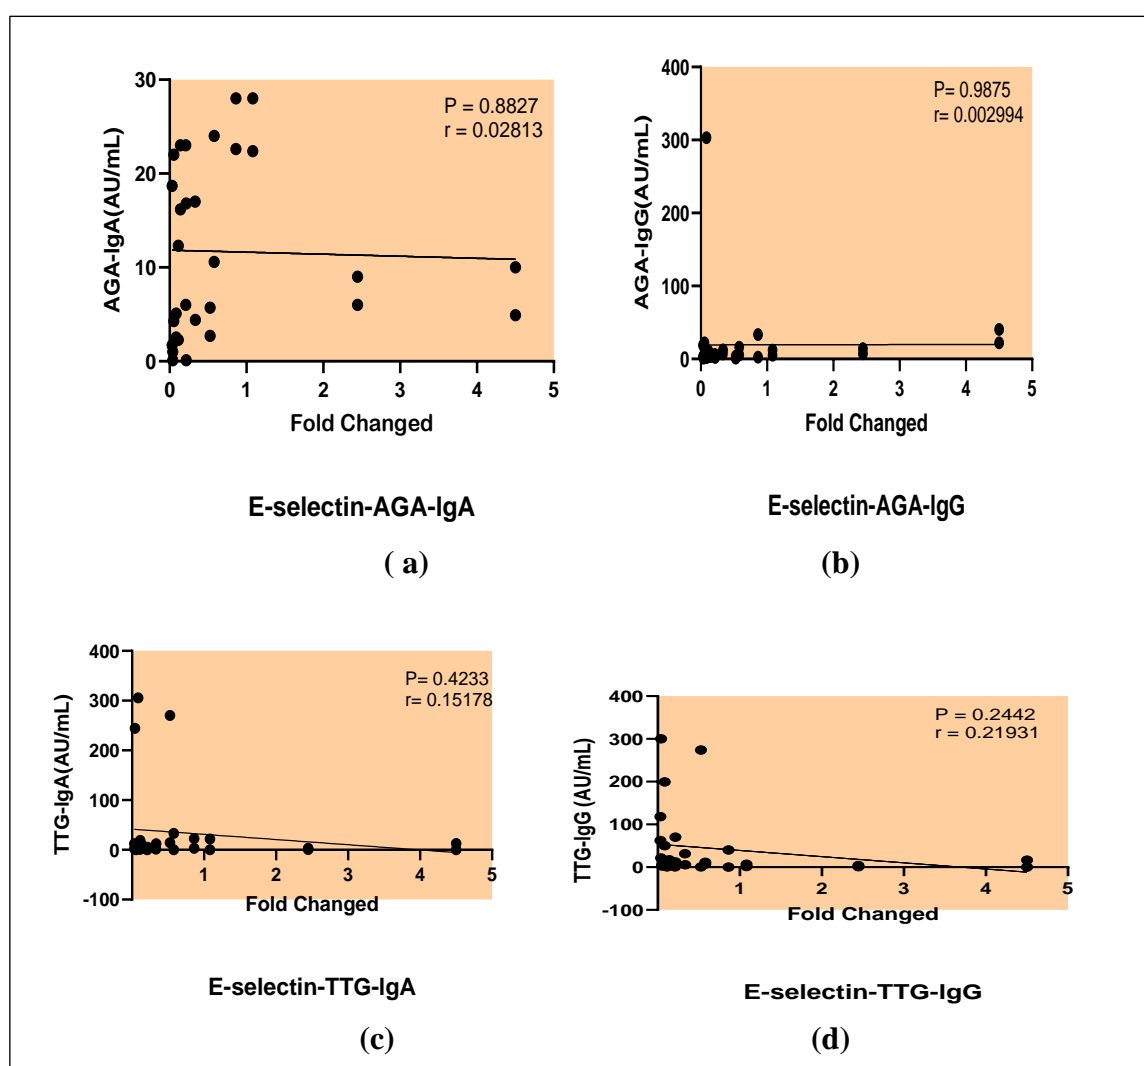 30
20
10
0
AGA-IgA(AU/mL)
P = 0.8827
r = 0.02813
0 1 2 3 4 5
Fold Changed
E-selectin-AGA-IgA
( a)
400
300
200
100
0
AGA-IgG(AU/mL)
P= 0.9875
r= 0.002994
0 1 2 3 4 5
Fold Changed
E-selectin-AGA-IgG
(b)
400
300
200
100
0
-100
TTG-IgA(AU/mL)
P= 0.4233
r= 0.15178
1 2 3 4 5
Fold Changed
E-selectin-TTG-IgA
(c)
400
300
200
100
0
-100
TTG-IgG (AU/mL)
P = 0.2442
r = 0.21931
1 2 3 4 5
Fold Changed
E-selectin-TTG-IgG
(d)